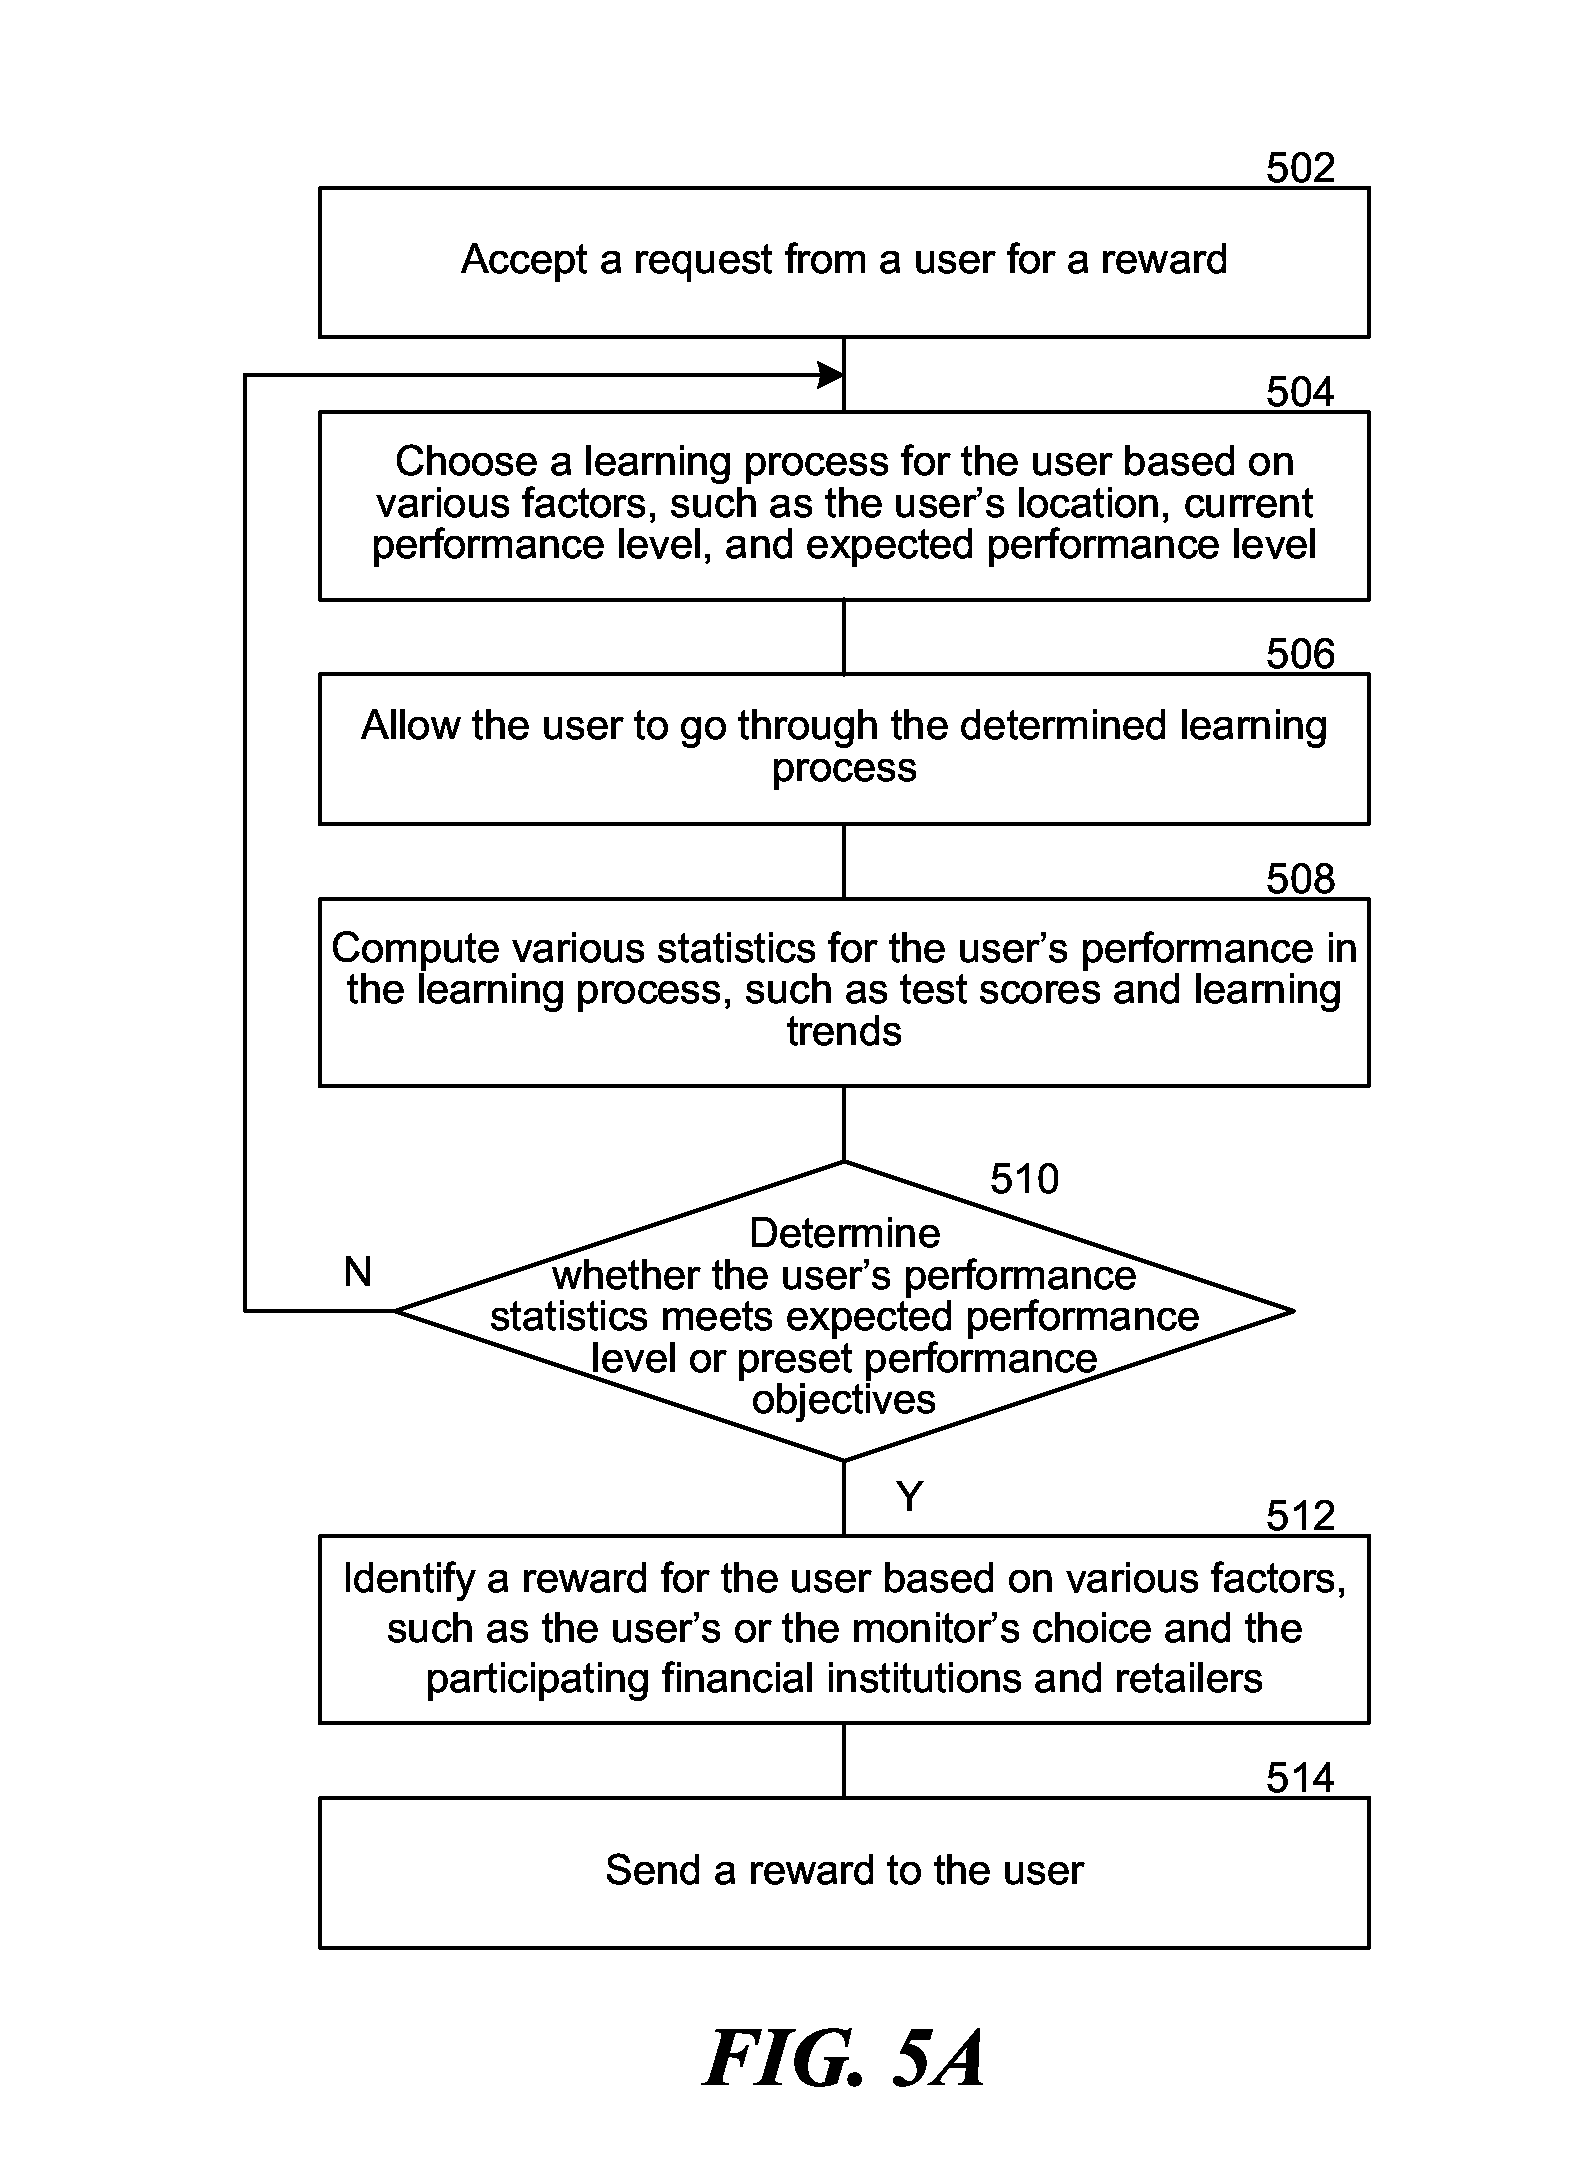 502
Accept a request from a user for a reward
504
Choose a learning process for the user based on
various factors, such as the user’s location, current
performance level, and expected performance level
506
Allow the user to go through the determined learning
process
508
Compute various statistics for the user’s performance in
the learning process, such as test scores and learning
trends
510
Determine
whether the user’s performance
statistics meets expected performance
level or preset performance
objectives
N
Y
512
Identify a reward for the user based on various factors,
such as the user’s or the monitor’s choice and the
participating financial institutions and retailers
514
Send a reward to the user
FIG. 5A